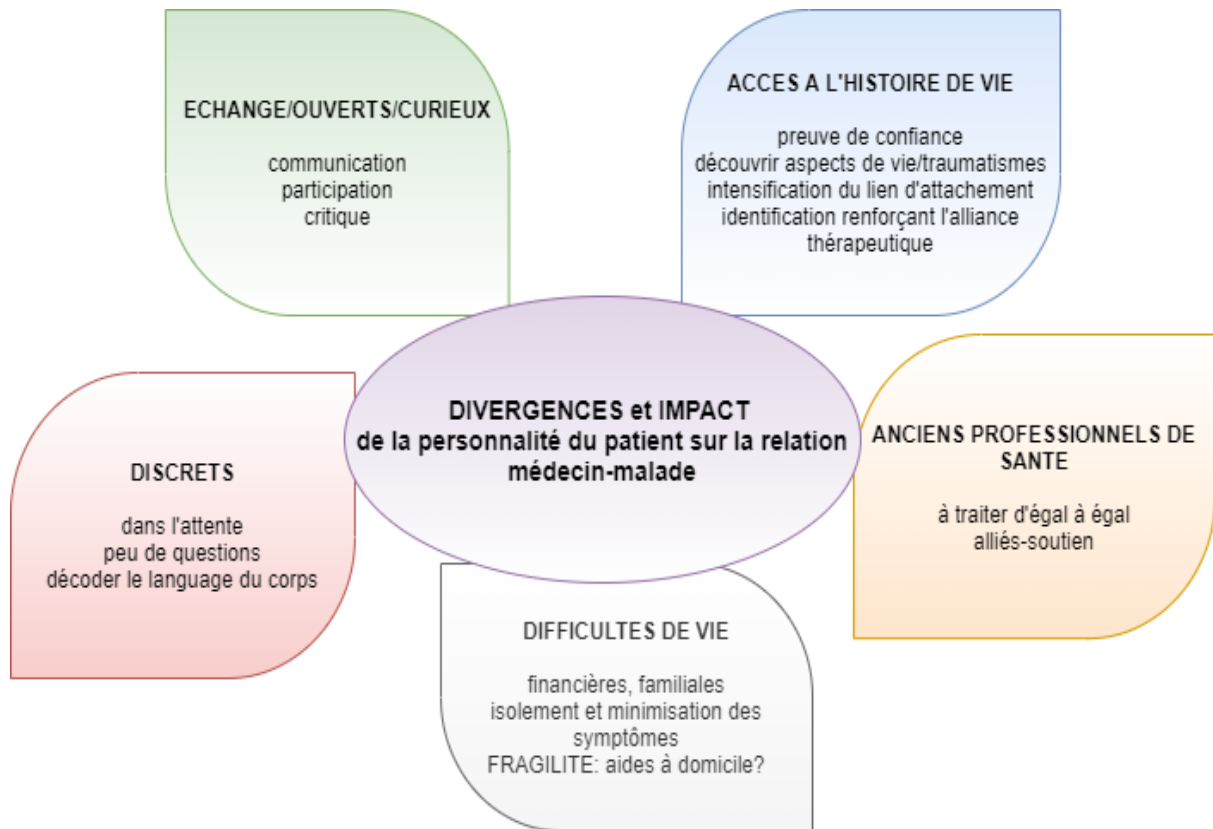 ECHANGE/OUVERTS/CURIEUX
communication
participation
critique
ACCES A L'HISTOIRE DE VIE
preuve de confiance
découvrir aspects de vie/traumatismes
intensification du lien d'attachement
identification renforçant l'alliance
thérapeutique
DIVERGENCES et IMPACT
de la personnalité du patient sur la relation
médecin-malade
DISCRETS
dans l'attente
peu de questions
décoder le language du corps
ANCIENS PROFESSIONNELS DE
SANTE
à traiter d'égal à égal
alliés-soutien
DIFFICULTES DE VIE
financières, familiales
isolement et minimisation des
symptômes
FRAGILITE: aides à domicile?